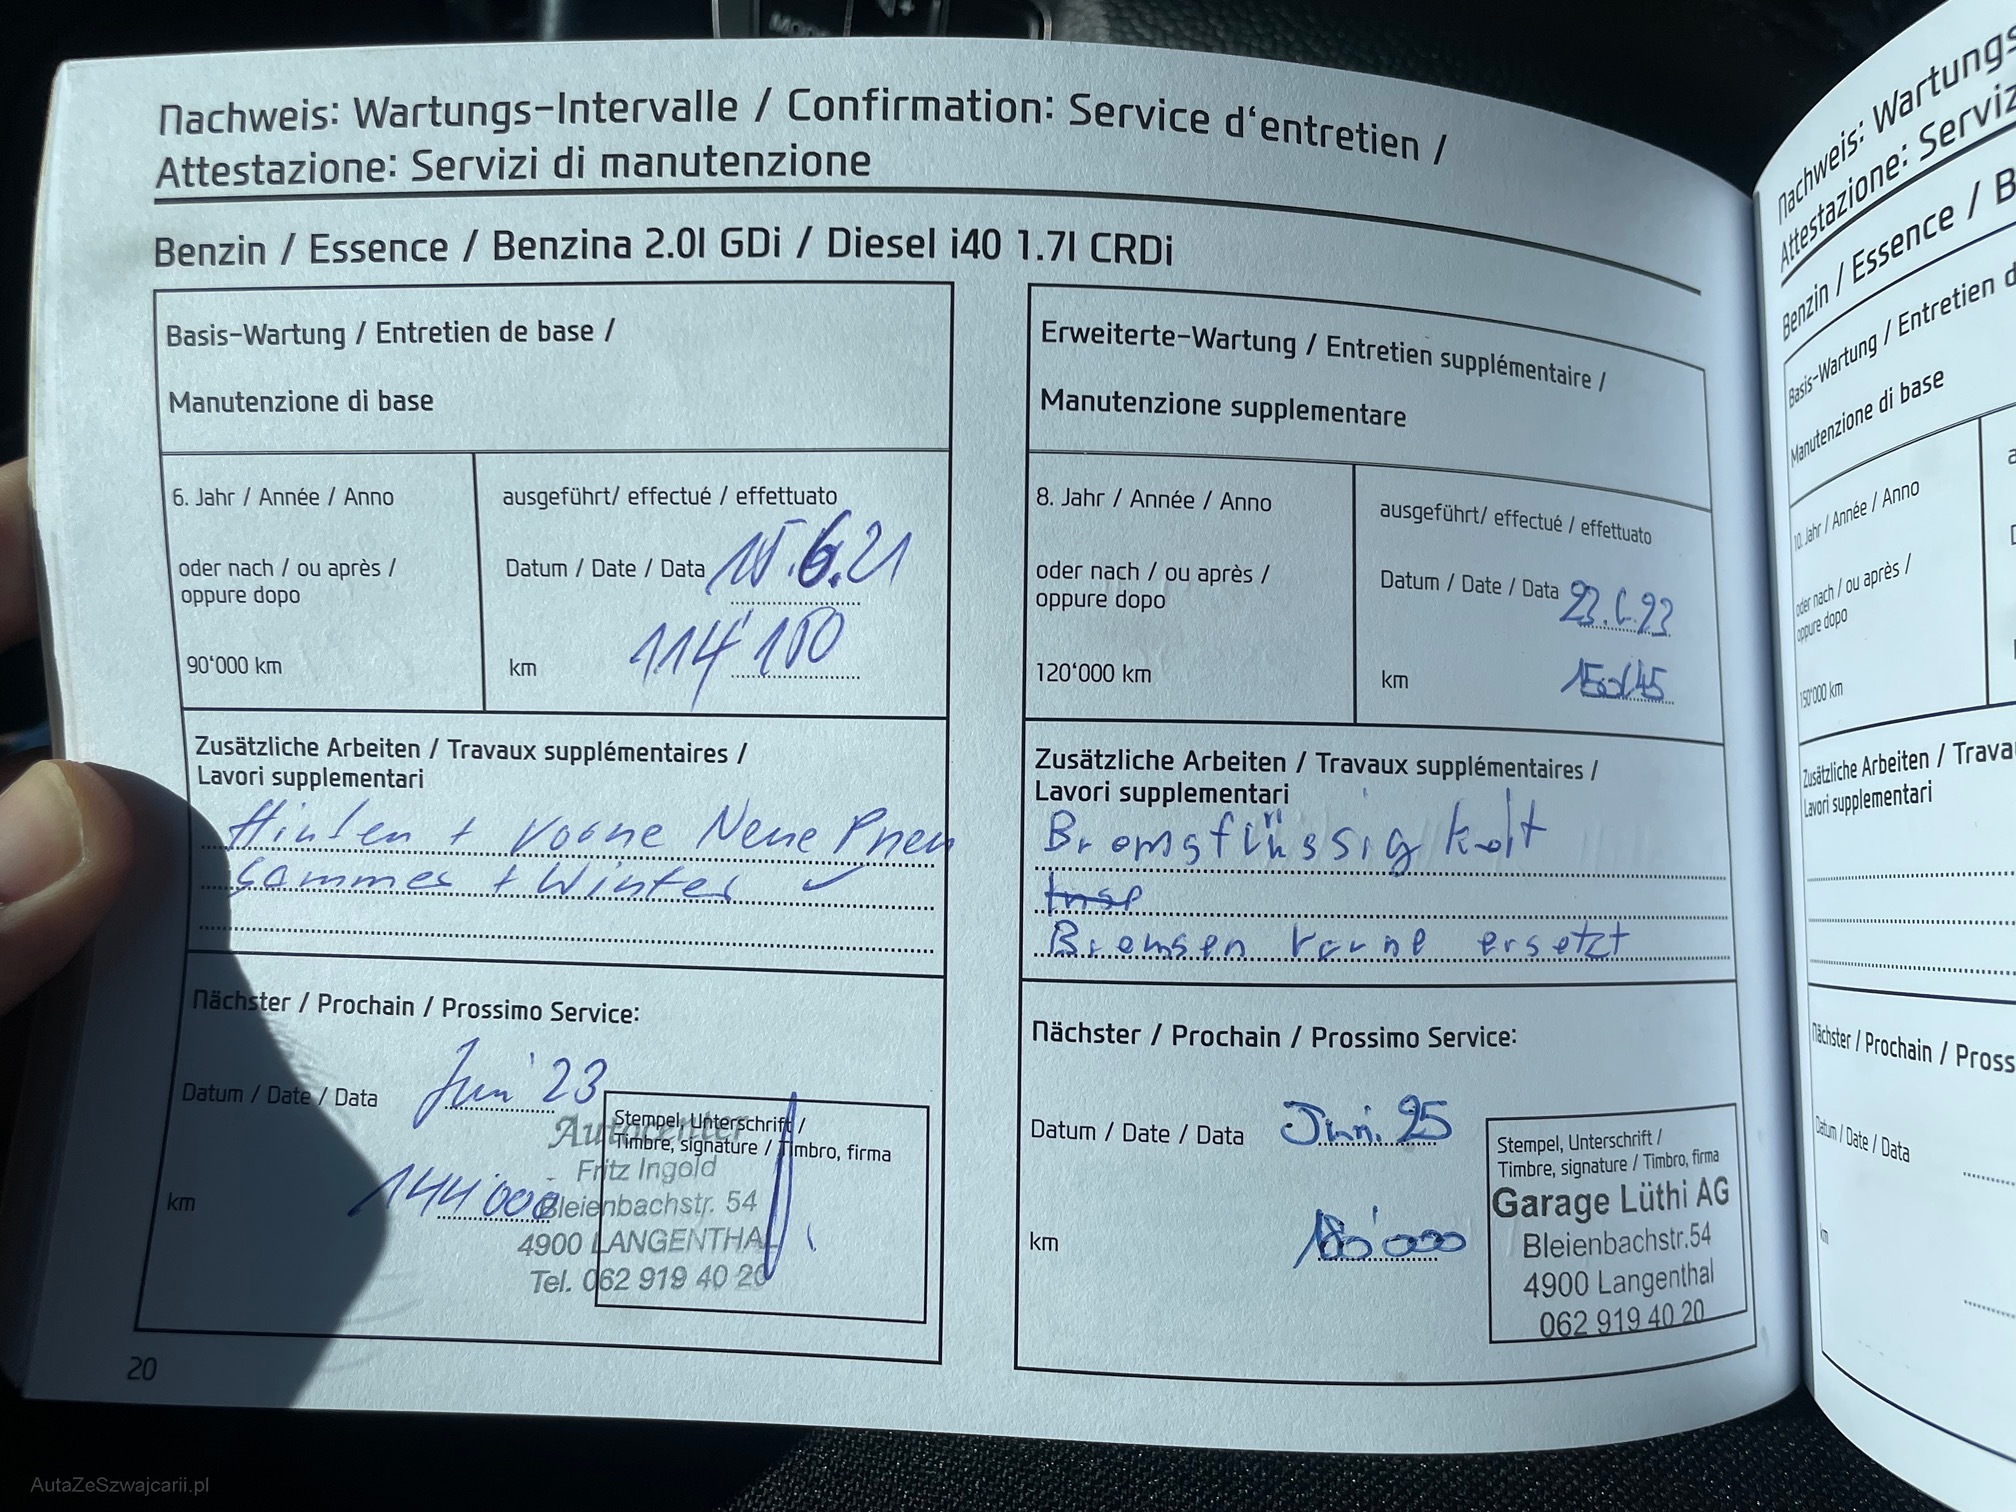 Nachweis: Wartungs-Intervalle / Confirmation: Service d'entretien /
Attestazione: Servizi di manutenzione
Benzin / Essence / Benzina 2.0l GDi / Diesel i40 1.7l CRDi
Basis-Wartung / Entretien de base /
Manutenzione di base
6. Jahr / Année / Anno
oder nach / ou après /
oppure dopo
90'000 km
ausgeführt/ effectué / effettuato
Datum / Date / Data 15.6.21
km 114'100
Zusätzliche Arbeiten / Travaux supplémentaires /
Lavori supplementari
Hinten + Vorne Neue Pneu
Sommer + Winter ✓
Nächster / Prochain / Prossimo Service:
Datum / Date / Data Jun '23
km 144'000
Stempel, Unterschrift /
Timbre, signature / Timbro, firma
Autocenter
Fritz Ingold
Bleienbachstr. 54
4900 LANGENTHAL
Tel. 062 919 40 20
20
Erweiterte-Wartung / Entretien supplémentaire /
Manutenzione supplementare
8. Jahr / Année / Anno
oder nach / ou après /
oppure dopo
120'000 km
ausgeführt/ effectué / effettuato
Datum / Date / Data 23.6.23
km
Zusätzliche Arbeiten / Travaux supplémentaires /
Lavori supplementari
Bremsflüssigkeit
Bremsen vorne ersetzt
Nächster / Prochain / Prossimo Service:
Datum / Date / Data Juni. 25
km 180'000
Stempel, Unterschrift /
Timbre, signature / Timbro, firma
Garage Lüthi AG
Bleienbachstr.54
4900 Langenthal
062 919 40 20
Nachweis: Wartungs
Attestazione: Serviz
Benzin / Essence / B
Basis-Wartung / Entretien d
Manutenzione di base
10. Jahr / Année / Anno
oder nach / ou après /
oppure dopo
150'000 km
Zusätzliche Arbeiten / Trava
Lavori supplementari
Nächster / Prochain / Pross
Datum / Date / Data
km
AutaZeSzwajcarii.pl